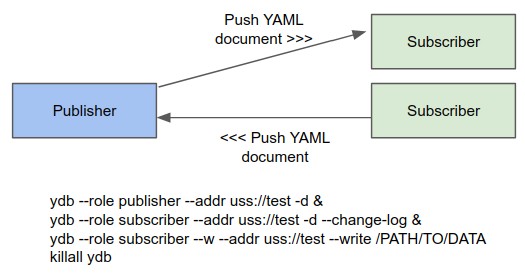 Push YAML
document >>>
Subscriber
Publisher
Subscriber
<<< Push YAML
document
ydb --role publisher --addr uss://test -d &
ydb --role subscriber --addr uss://test -d --change-log &
ydb --role subscriber --w --addr uss://test --write /PATH/TO/DATA
killall ydb